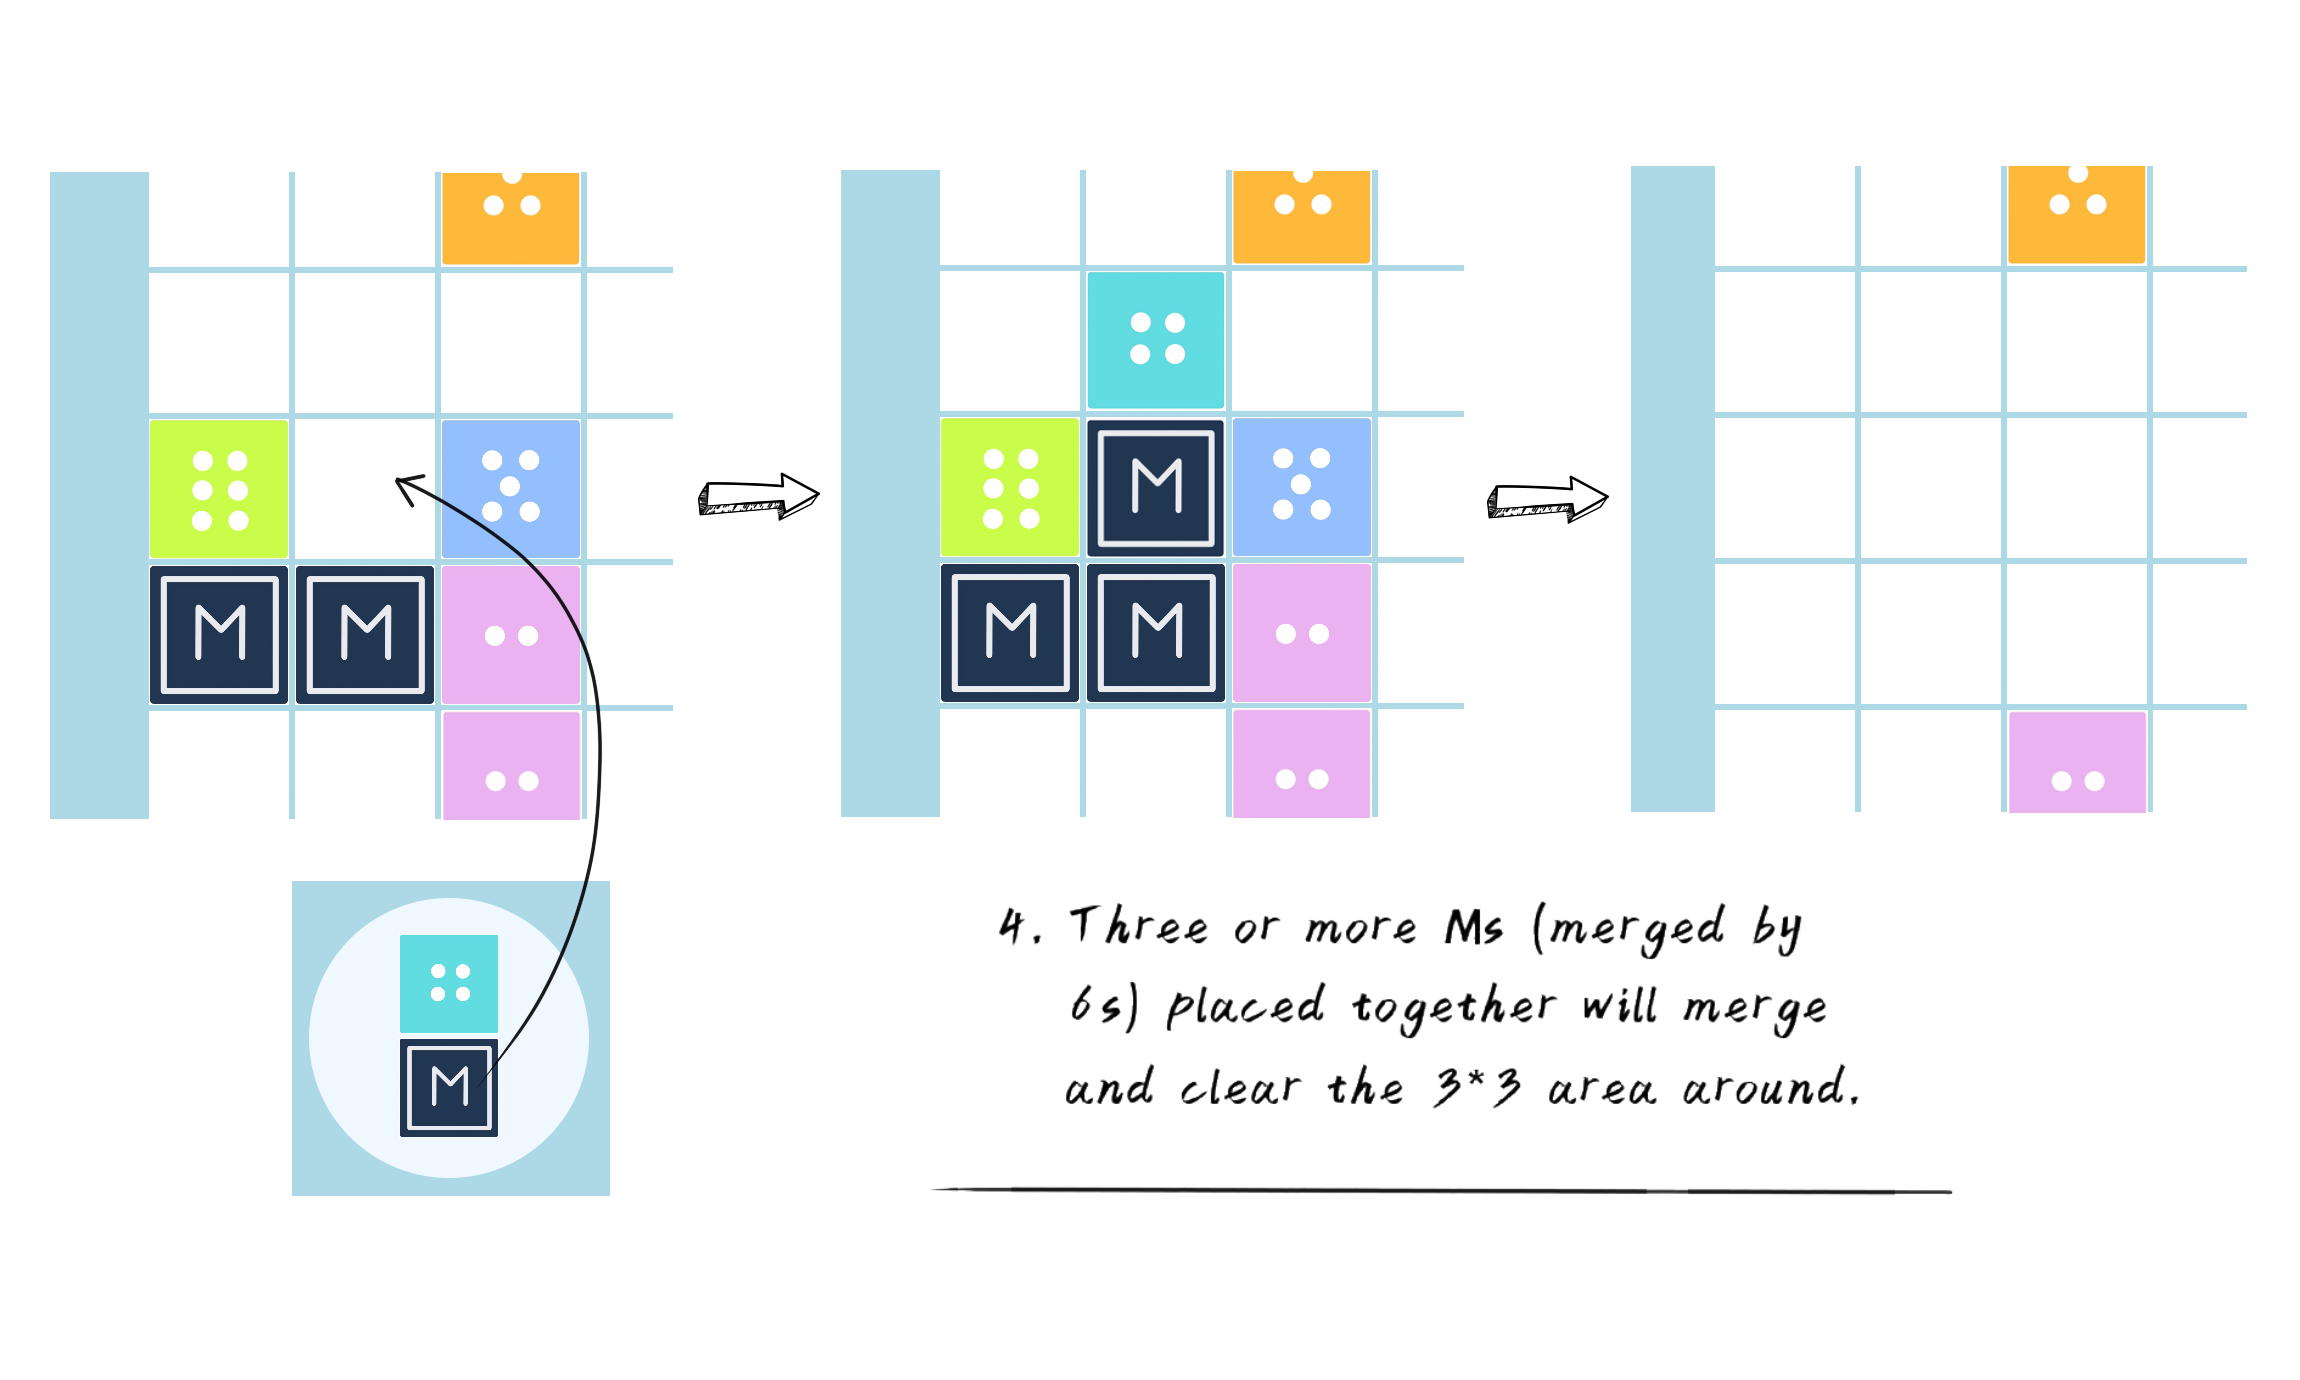 M M
M
M
M M
4. Three or more Ms (merged by
6s) placed together will merge
and clear the 3*3 area around.